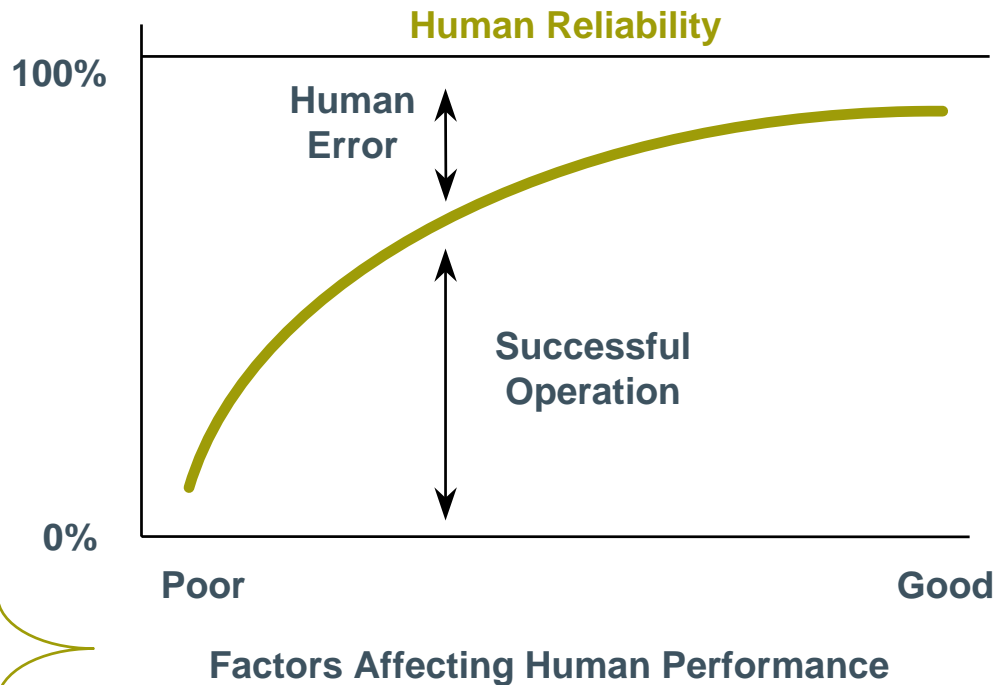 Human Reliability
100%
Human
Error
Successful
Operation
0%
Poor
Good
Factors Affecting Human Performance